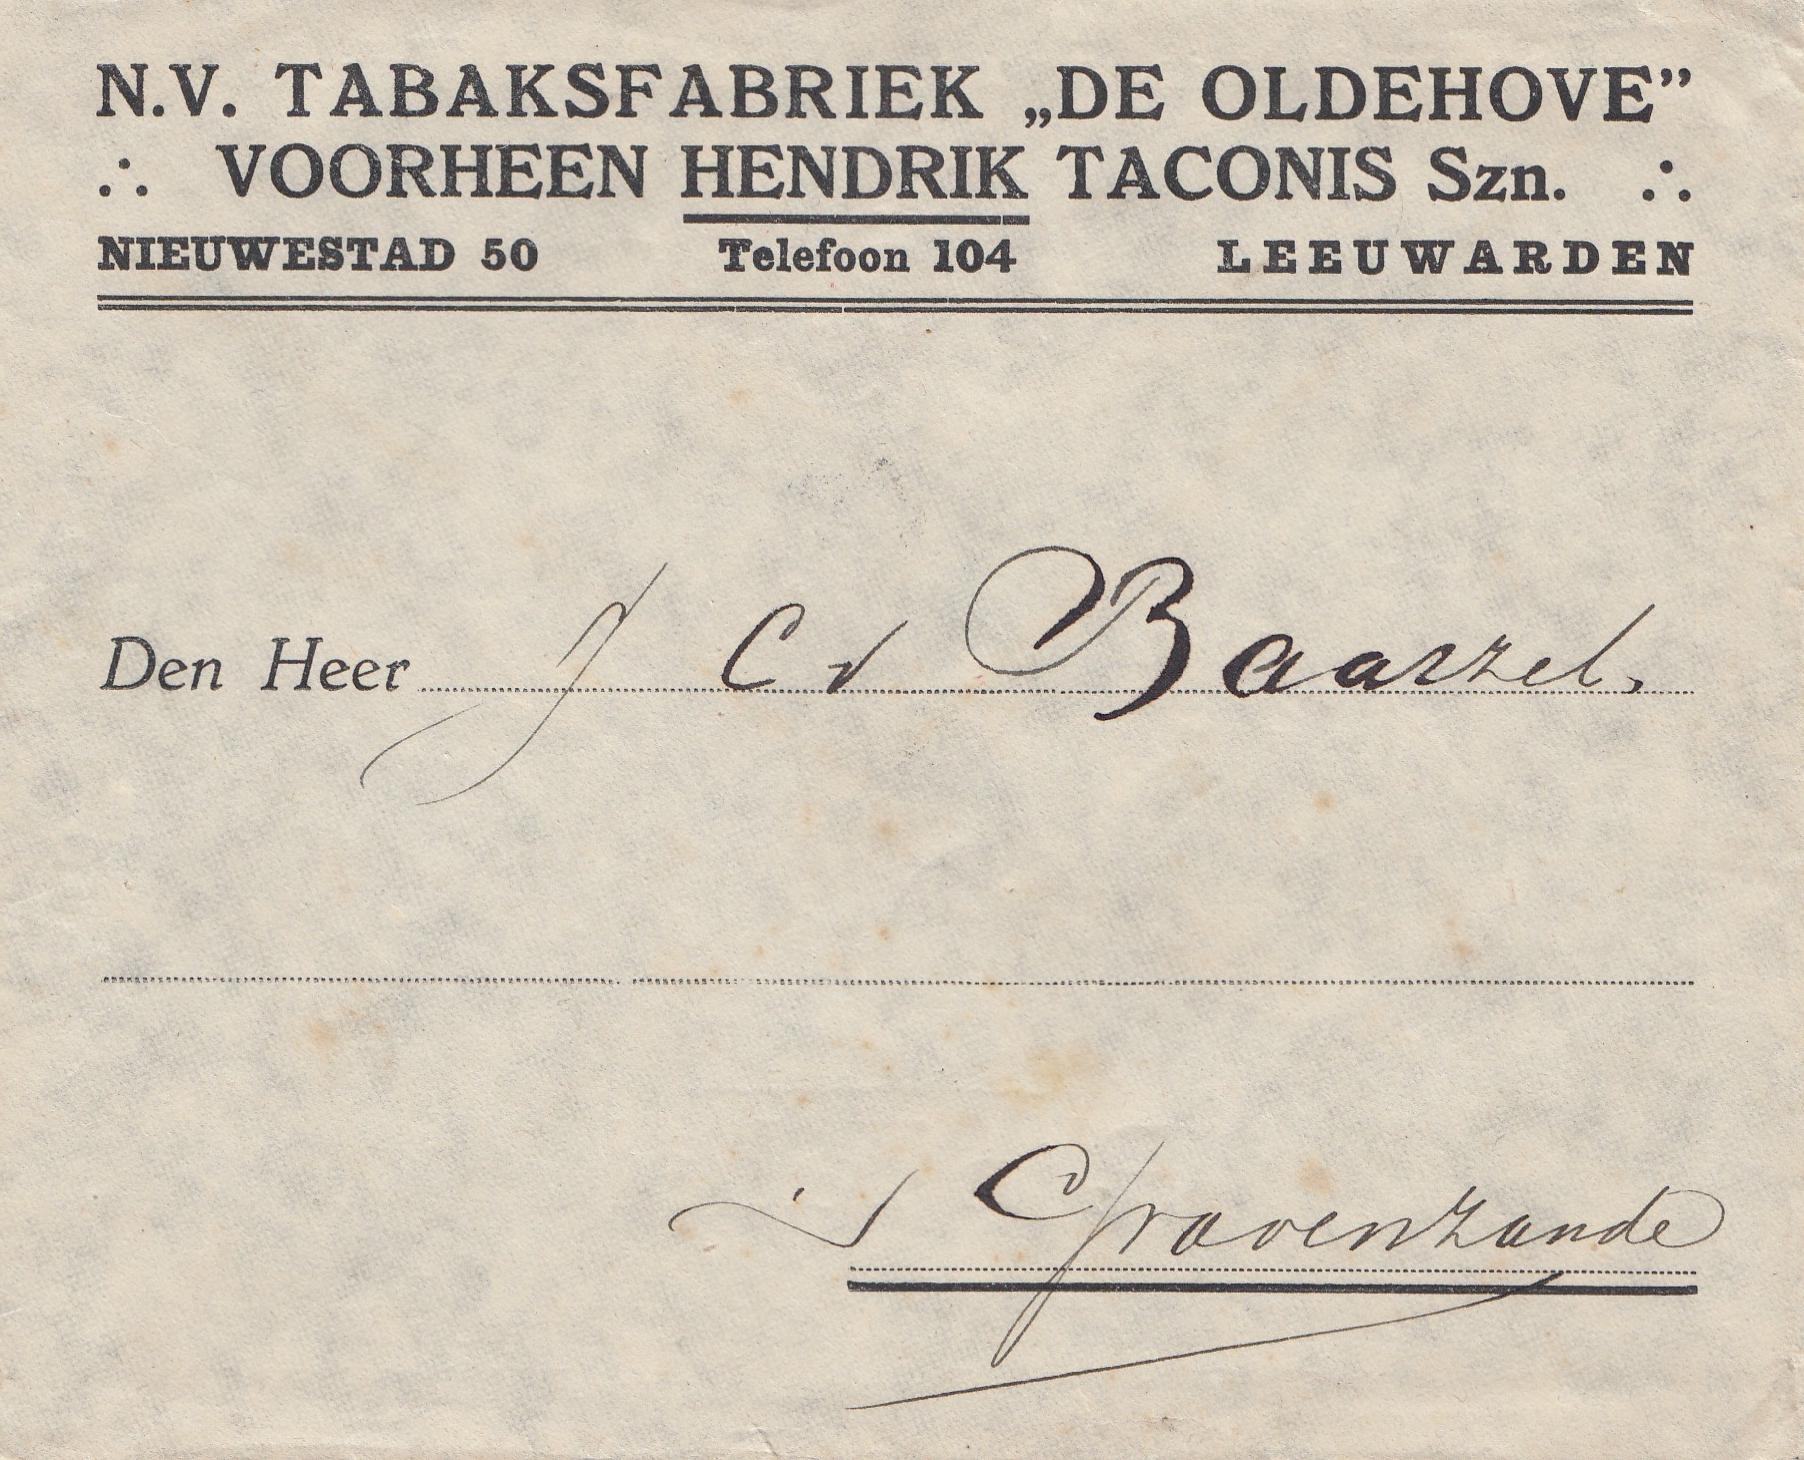 N.V. TABAKSFABRIEK „DE OLDEHOVE”
∴ VOORHEEN HENDRIK TACONIS Szn. ∴
NIEUWESTAD 50 Telefoon 104 LEEUWARDEN
Den Heer J C v Baarzel.
's Gravenzande